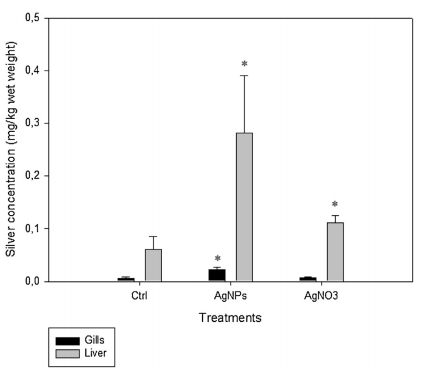 Silver concentration (mg/kg wet weight)
0,5
0,4
0,3
0,2
0,1
0,0
*
*
*
Ctrl AgNPs AgNO3
Treatments
Gills
Liver